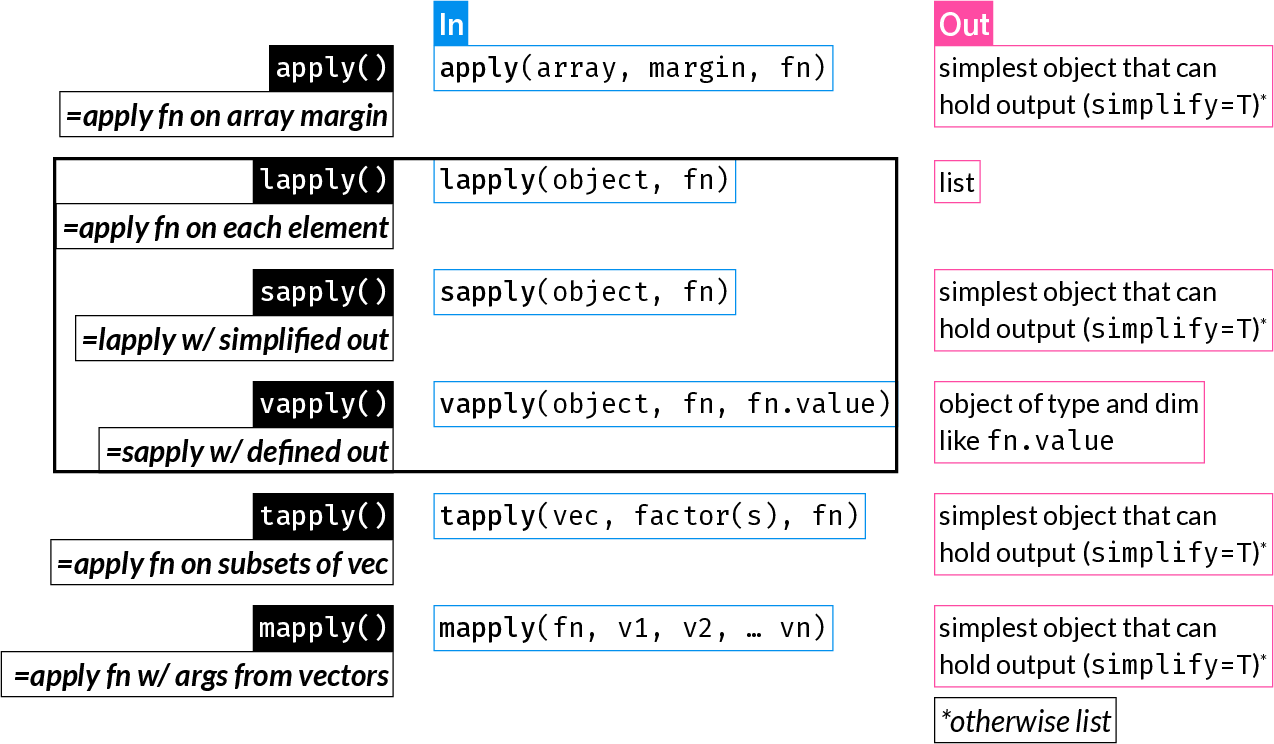 In
Out
apply()
=apply fn on array margin
apply(array, margin, fn)
simplest object that can
hold output (simplify=T)*
lapply()
=apply fn on each element
lapply(object, fn)
list
sapply()
=lapply w/ simplified out
sapply(object, fn)
simplest object that can
hold output (simplify=T)*
vapply()
=sapply w/ defined out
vapply(object, fn, fn.value)
object of type and dim
like fn.value
tapply()
=apply fn on subsets of vec
tapply(vec, factor(s), fn)
simplest object that can
hold output (simplify=T)*
mapply()
=apply fn w/ args from vectors
mapply(fn, v1, v2, … vn)
simplest object that can
hold output (simplify=T)*
*otherwise list